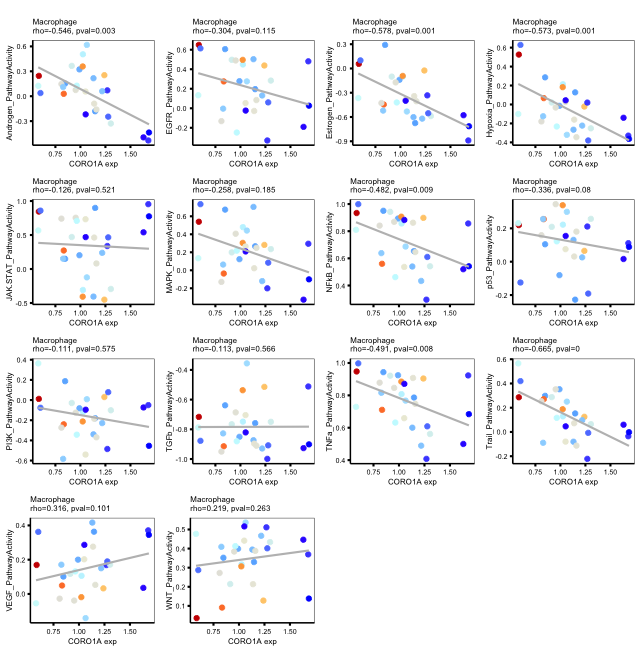 Macrophage
rho=-0.546, pval=0.003
Androgen_PathwayActivity
0.6
0.3
0.0
-0.3
0.75 1.00 1.25 1.50
CORO1A exp
Macrophage
rho=-0.304, pval=0.115
EGFR_PathwayActivity
0.6
0.4
0.2
0.0
-0.2
0.75 1.00 1.25 1.50
CORO1A exp
Macrophage
rho=-0.578, pval=0.001
Estrogen_PathwayActivity
0.3
0.0
-0.3
-0.6
-0.9
0.75 1.00 1.25 1.50
CORO1A exp
Macrophage
rho=-0.573, pval=0.001
Hypoxia_PathwayActivity
0.6
0.4
0.2
0.0
-0.2
-0.4
0.75 1.00 1.25 1.50
CORO1A exp
Macrophage
rho=-0.126, pval=0.521
JAK.STAT_PathwayActivity
1.0
0.5
0.0
-0.5
0.75 1.00 1.25 1.50
CORO1A exp
Macrophage
rho=-0.258, pval=0.185
MAPK_PathwayActivity
0.6
0.4
0.2
0.0
-0.2
0.75 1.00 1.25 1.50
CORO1A exp
Macrophage
rho=-0.482, pval=0.009
NFkB_PathwayActivity
1.0
0.8
0.6
0.4
0.75 1.00 1.25 1.50
CORO1A exp
Macrophage
rho=-0.336, pval=0.08
p53_PathwayActivity
0.2
0.0
-0.2
0.75 1.00 1.25 1.50
CORO1A exp
Macrophage
rho=-0.111, pval=0.575
PI3K_PathwayActivity
0.4
0.2
0.0
-0.2
-0.4
-0.6
0.75 1.00 1.25 1.50
CORO1A exp
Macrophage
rho=-0.113, pval=0.566
TGFb_PathwayActivity
-0.4
-0.6
-0.8
-1.0
0.75 1.00 1.25 1.50
CORO1A exp
Macrophage
rho=-0.491, pval=0.008
TNFa_PathwayActivity
1.0
0.8
0.6
0.4
0.75 1.00 1.25 1.50
CORO1A exp
Macrophage
rho=-0.665, pval=0
Trail_PathwayActivity
0.6
0.4
0.2
0.0
-0.2
0.75 1.00 1.25 1.50
CORO1A exp
Macrophage
rho=0.316, pval=0.101
VEGF_PathwayActivity
0.4
0.2
0.0
0.75 1.00 1.25 1.50
CORO1A exp
Macrophage
rho=0.219, pval=0.263
WNT_PathwayActivity
0.5
0.4
0.3
0.2
0.1
0.75 1.00 1.25 1.50
CORO1A exp